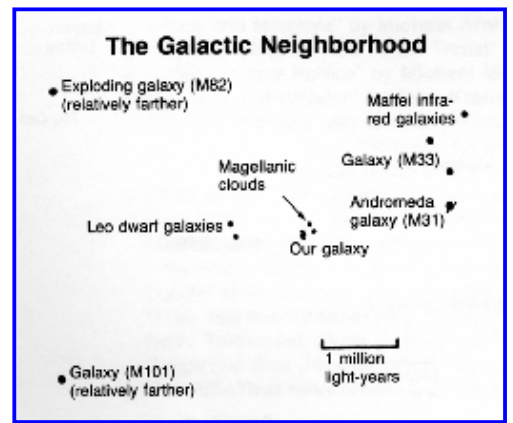 The Galactic Neighborhood
Exploding galaxy (M82)
(relatively farther)
Maffei infra-
red galaxies
Galaxy (M33)
Magellanic
clouds
Andromeda
galaxy (M31)
Leo dwarf galaxies
Our galaxy
1 million
light-years
Galaxy (M101)
(relatively farther)